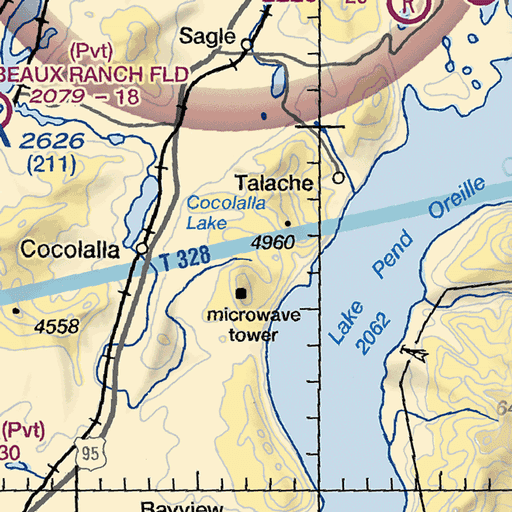 Sagle
R
(Pvt)
BEAUX RANCH FLD
2079 – 18
2626
(211)
Talache
Cocolalla
Lake
4960
Cocolalla
T 328
Pend Oreille
Lake
2062
microwave
tower
4558
(Pvt)
30
95
Bayview